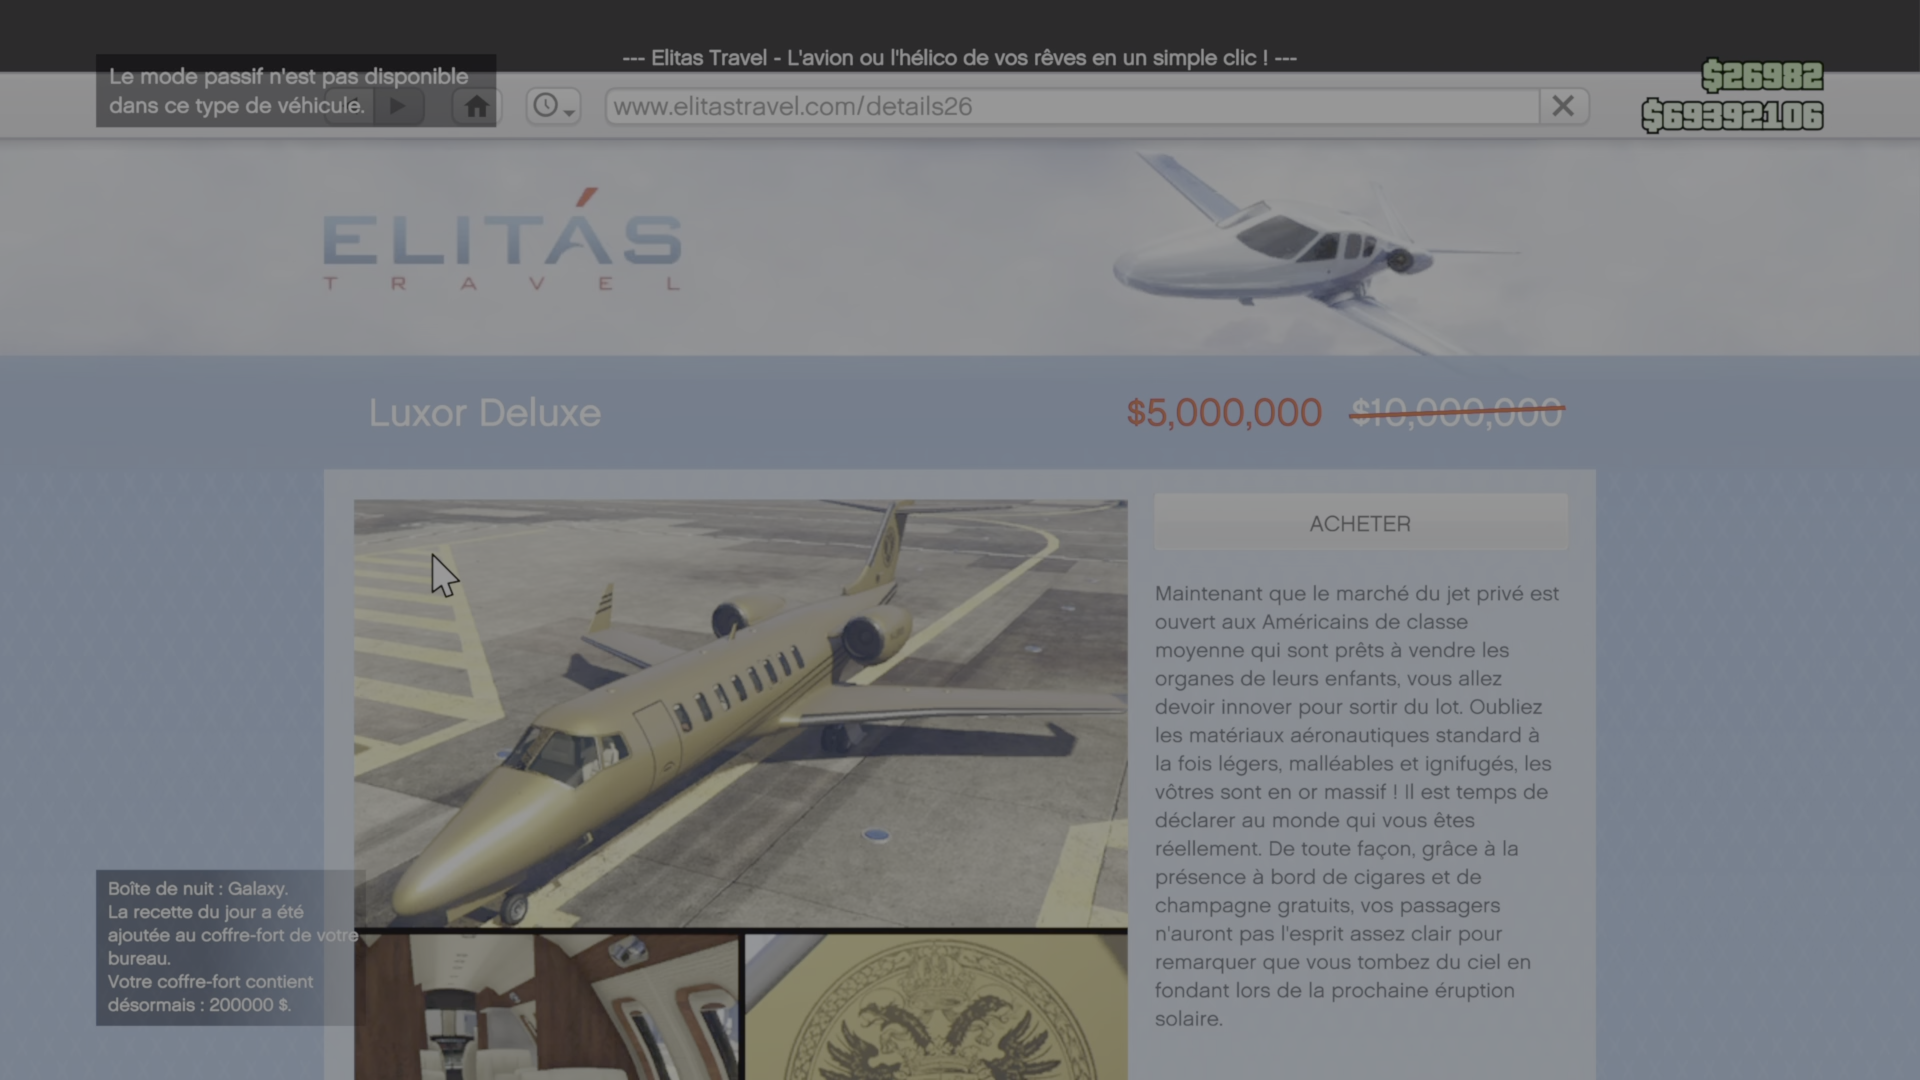 --- Elitas Travel - L'avion ou l'hélico de vos rêves en un simple clic ! ---
Le mode passif n'est pas disponible
dans ce type de véhicule.
www.elitastravel.com/details26
$26982
$69392106
ELITÁS
TRAVEL
Luxor Deluxe
$5,000,000 $10,000,000
ACHETER
Maintenant que le marché du jet privé est
ouvert aux Américains de classe
moyenne qui sont prêts à vendre les
organes de leurs enfants, vous allez
devoir innover pour sortir du lot. Oubliez
les matériaux aéronautiques standard à
la fois légers, malléables et ignifugés, les
vôtres sont en or massif ! Il est temps de
déclarer au monde qui vous êtes
réellement. De toute façon, grâce à la
présence à bord de cigares et de
champagne gratuits, vos passagers
n'auront pas l'esprit assez clair pour
remarquer que vous tombez du ciel en
fondant lors de la prochaine éruption
solaire.
Boîte de nuit : Galaxy.
La recette du jour a été
ajoutée au coffre-fort de votre
bureau.
Votre coffre-fort contient
désormais : 200000 $.